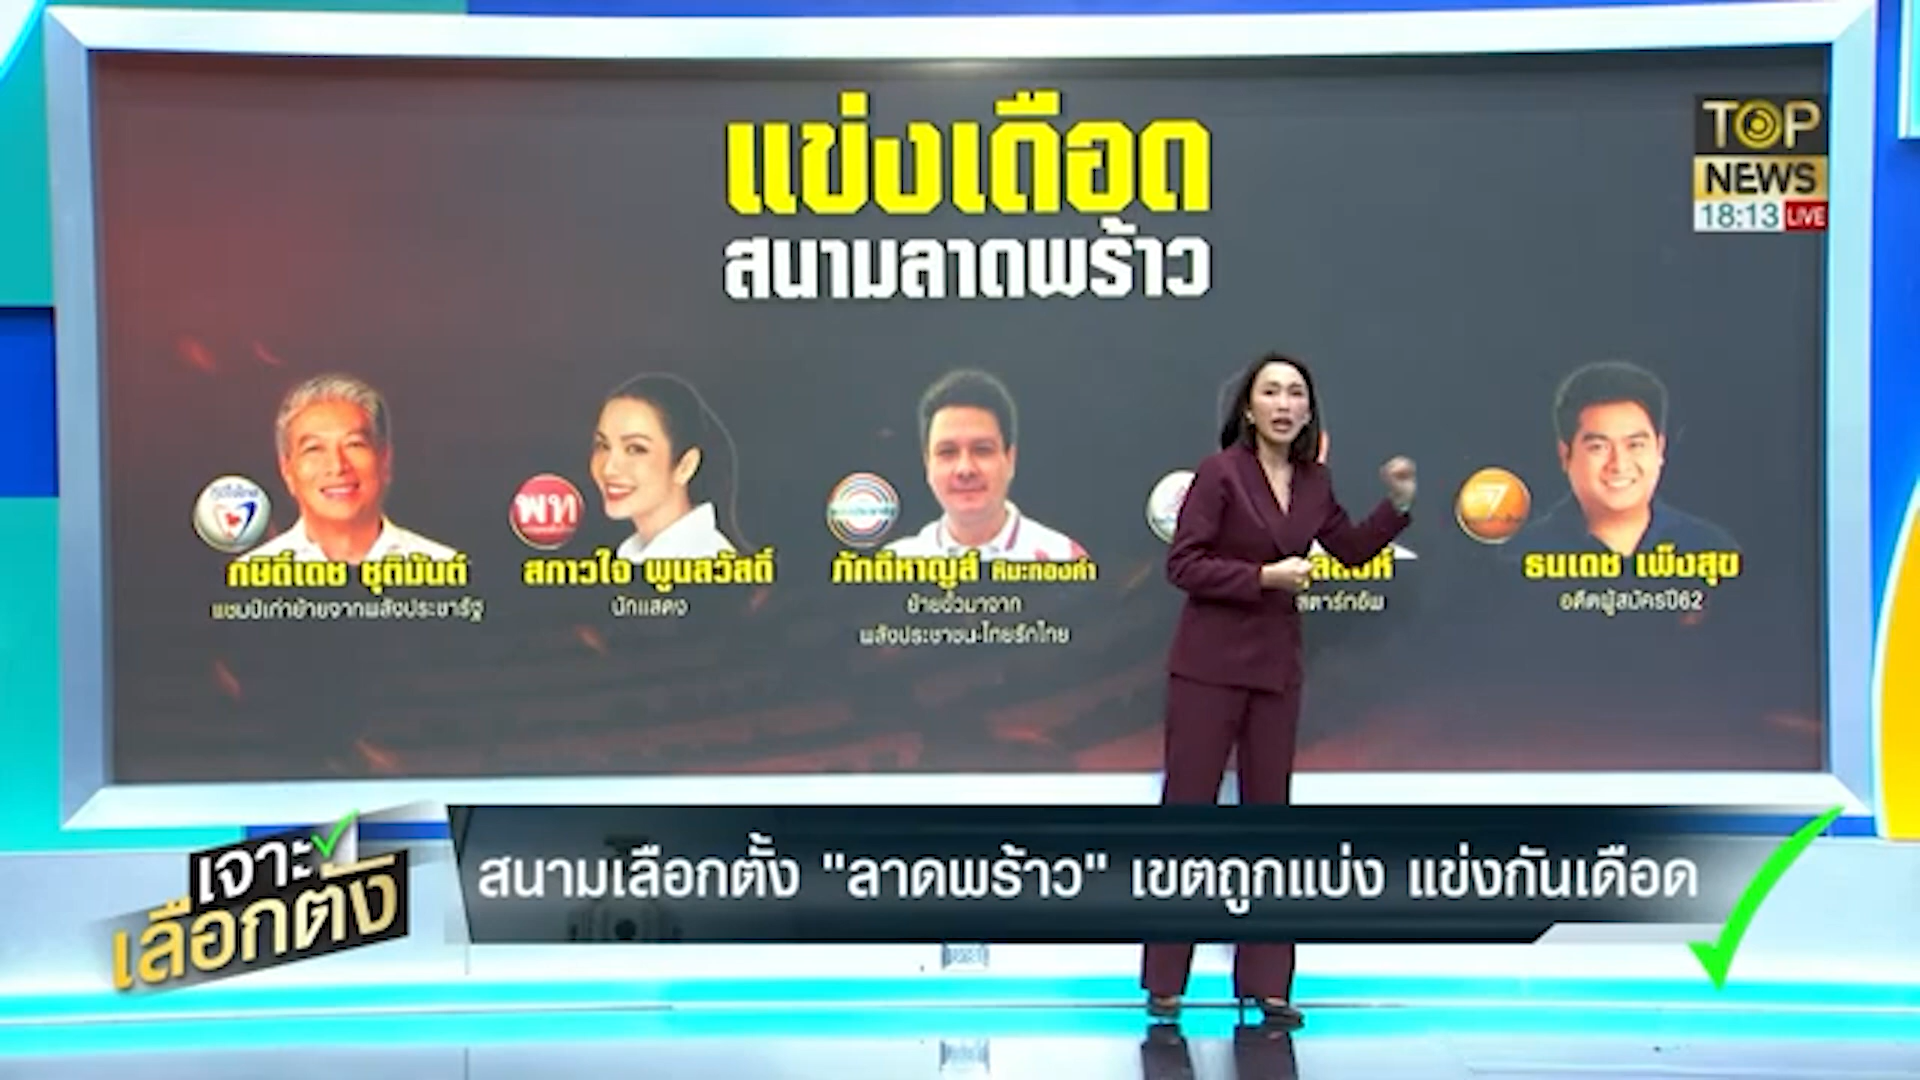 แข่งเดือด
สนามลาดพร้าว
TOP
NEWS
18:13 LIVE
พท
กษิดิ์เดช ชุติมันต์
แชมป์เก่าย้ายจากพลังประชารัฐ
สกาวใจ พูนสวัสดิ์
นักแสดง
ภักดีหาญส์ หิมะทองคำ
ย้ายขั้วมาจาก
พลังประชาชน-ไทยรักไทย
สตาร์ทอัพ
ธนเดช เพ็งสุข
อดีตผู้สมัครปี62
เจาะ
เลือกตั้ง
สนามเลือกตั้ง "ลาดพร้าว" เขตถูกแบ่ง แข่งกันเดือด